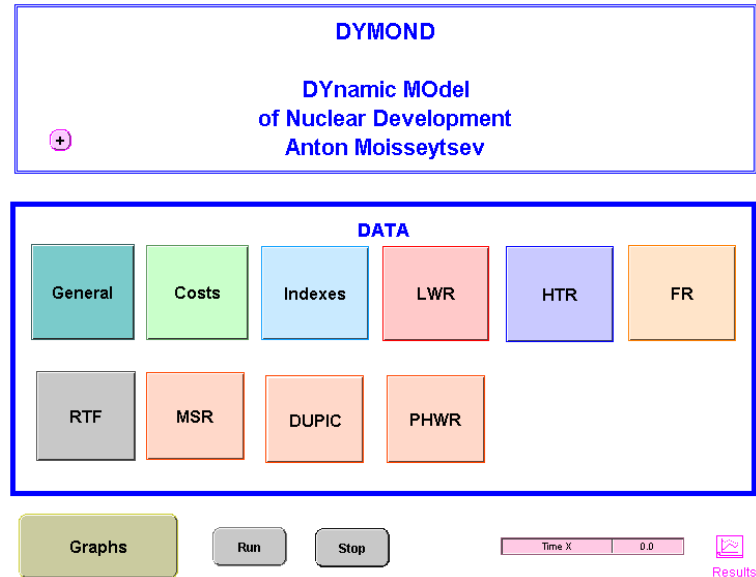 DYMOND
DYnamic MOdel
of Nuclear Development
Anton Moisseytsev
+
DATA
General Costs Indexes LWR HTR FR
RTF MSR DUPIC PHWR
Graphs Run Stop Time X 0.0
Results